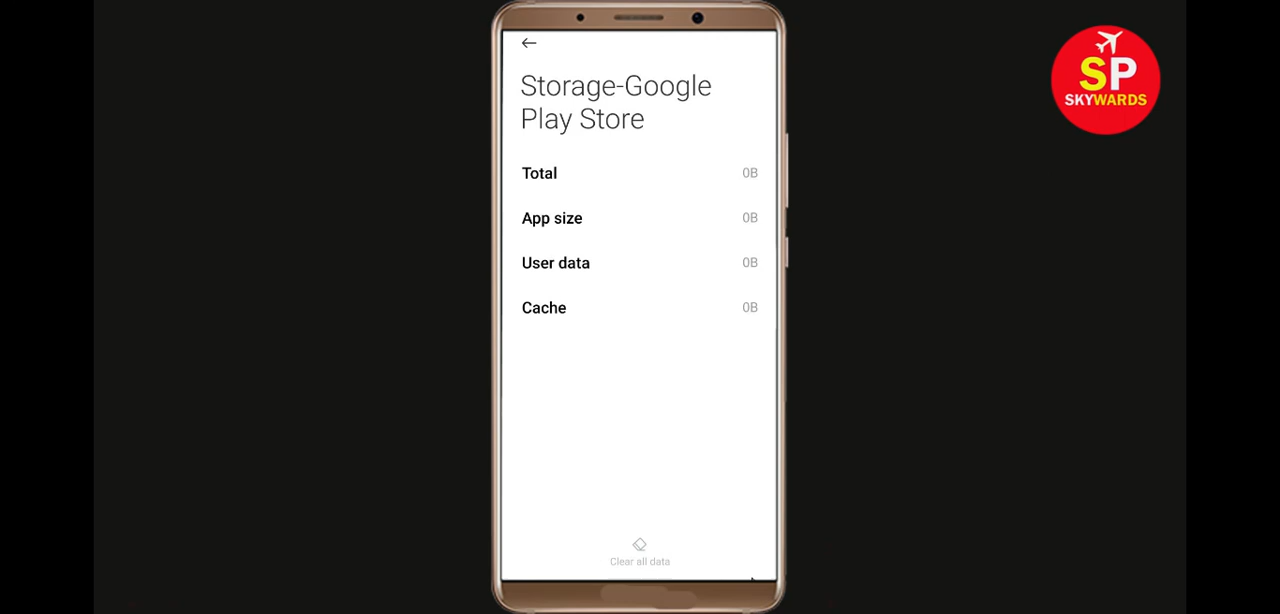 Storage-Google
Play Store
Total 0B
App size 0B
User data 0B
Cache 0B
Clear all data
SP
SKYWARDS